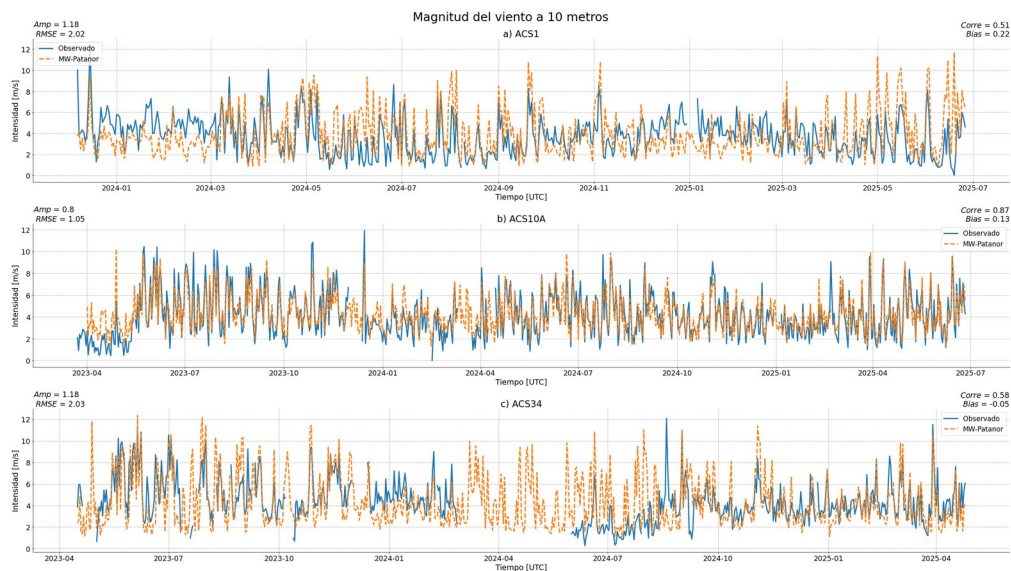 Magnitud del viento a 10 metros
Amp = 1.18
RMSE = 2.02
a) ACS1
Corre = 0.51
Bias = 0.22
Intensidad [m/s]
12
10
8
6
4
2
0
Observado
MW-Patanor
2024-01
2024-03
2024-05
2024-07
2024-09
2024-11
2025-01
2025-03
2025-05
2025-07
Tiempo [UTC]
Amp = 0.8
RMSE = 1.05
b) ACS10A
Corre = 0.87
Bias = 0.13
Intensidad [m/s]
12
10
8
6
4
2
0
Observado
MW-Patanor
2023-04
2023-07
2023-10
2024-01
2024-04
2024-07
2024-10
2025-01
2025-04
2025-07
Tiempo [UTC]
Amp = 1.18
RMSE = 2.03
c) ACS34
Corre = 0.58
Bias = -0.05
Intensidad [m/s]
12
10
8
6
4
2
0
Observado
MW-Patanor
2023-04
2023-07
2023-10
2024-01
2024-04
2024-07
2024-10
2025-01
2025-04
Tiempo [UTC]